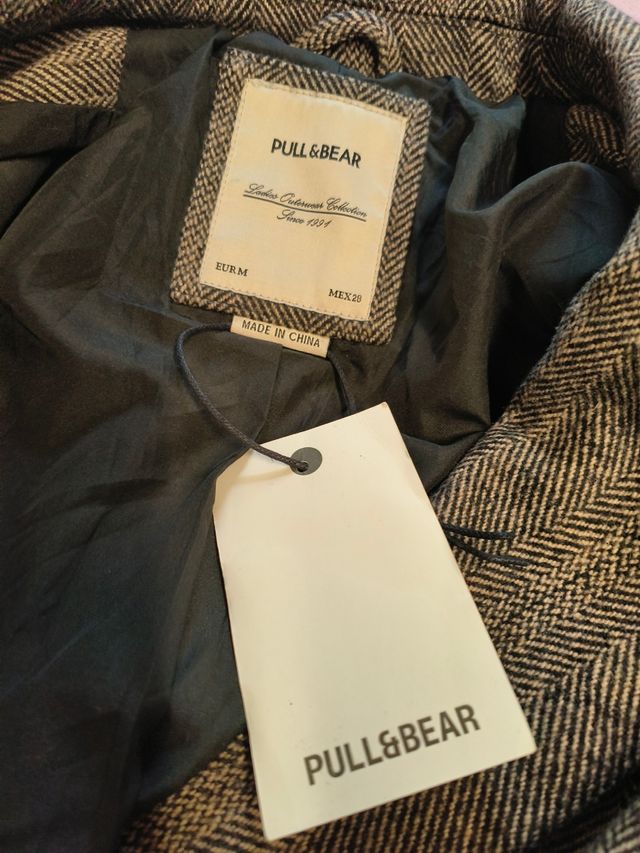 PULL&BEAR
Ladies Outerwear Collection
Since 1991
EUR M
MEX 28
MADE IN CHINA
PULL&BEAR